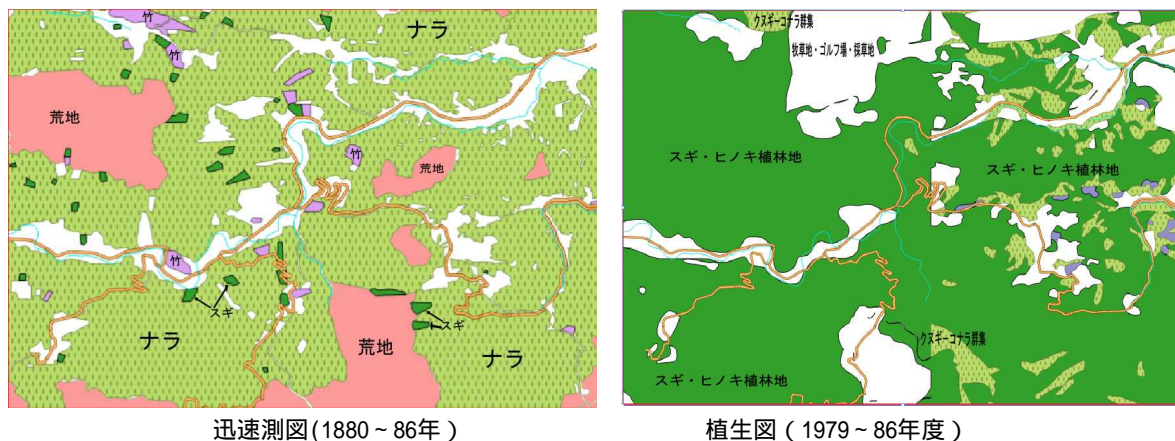 竹
ナラ
竹
荒地
竹
荒地
竹
スギ
スギ
ナラ
荒地
ナラ
迅速測図(1880~86年)
クヌギーコナラ群集
牧草地・ゴルフ場・採草地
スギ・ヒノキ植林地
スギ・ヒノキ植林地
クヌギーコナラ群集
スギ・ヒノキ植林地
植生図(1979~86年度)